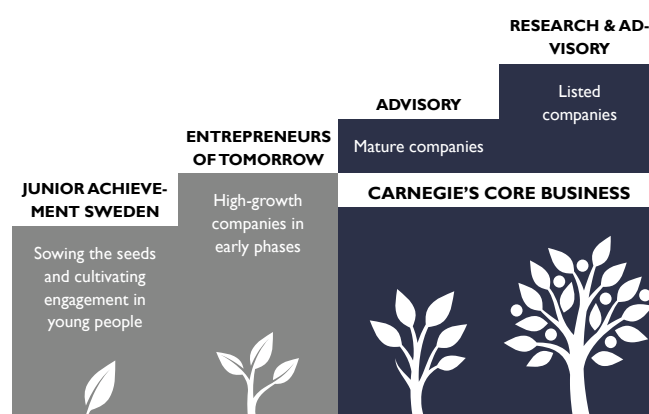 JUNIOR ACHIEVE-
MENT SWEDEN
Sowing the seeds
and cultivating
engagement in
young people
ENTREPRENEURS
OF TOMORROW
High-growth
companies in
early phases
ADVISORY
Mature companies
RESEARCH & AD-
VISORY
Listed
companies
CARNEGIE’S CORE BUSINESS